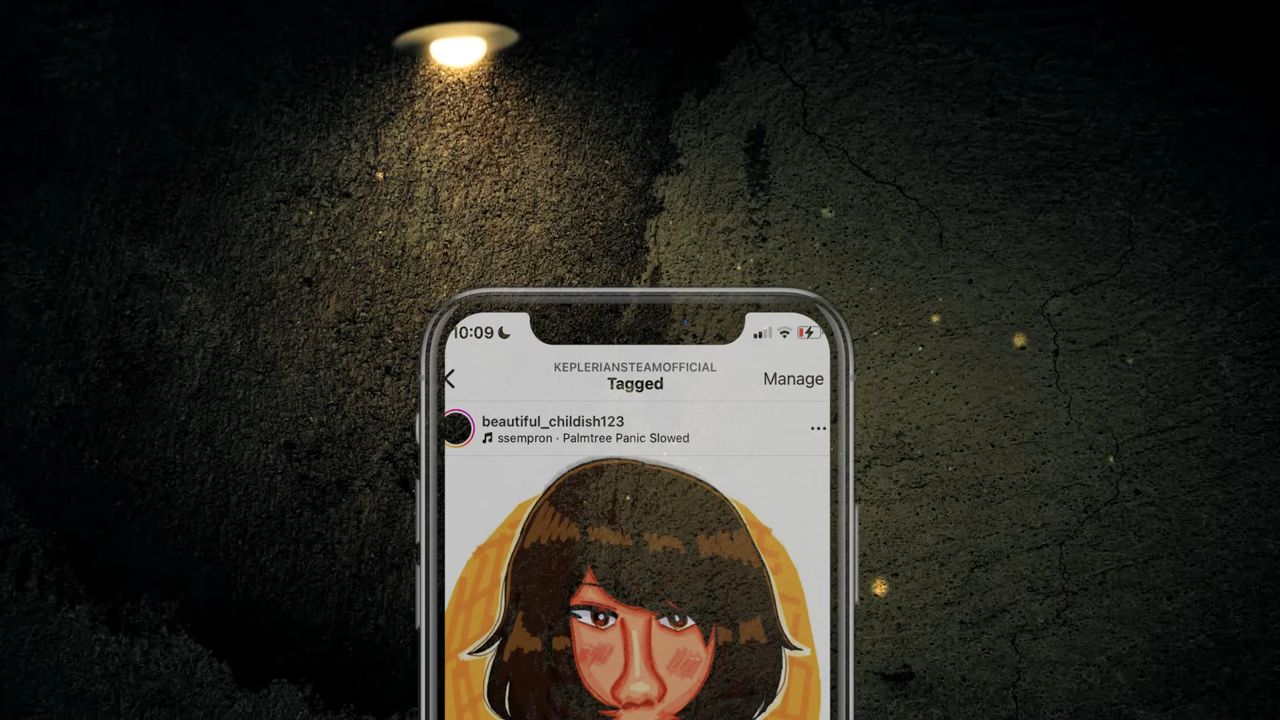 10:09
KEPLERIANSTEAMOFFICIAL
Tagged
Manage
beautiful_childish123
ssempron · Palmtree Panic Slowed